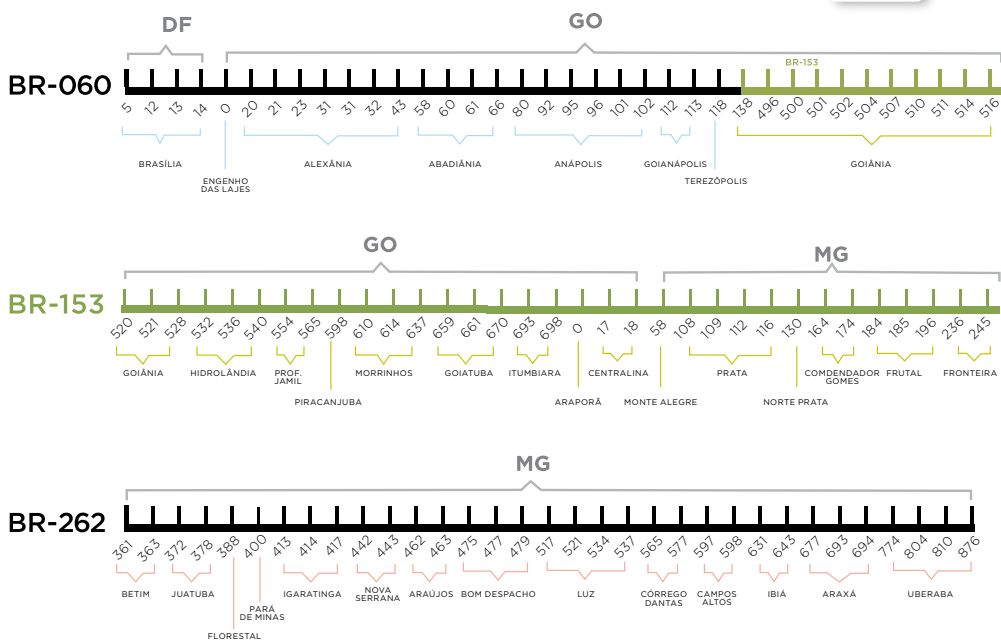 DF
GO
BR-060
BR-153
5 12 13 14 0 20 21 23 31 31 32 43 58 60 61 66 80 92 95 96 101 102 112 113 118 138 496 500 501 502 504 507 510 511 514 516
BRASÍLIA
ENGENHO
DAS LAJES
ALEXÂNIA
ABADIÂNIA
ANÁPOLIS
GOIANÁPOLIS
TEREZÔPOLIS
GOIÂNIA
GO
MG
BR-153
520 521 528 532 536 540 554 565 598 610 614 637 659 661 670 693 698 0 17 18 58 108 109 112 116 130 164 174 184 185 196 236 245
GOIÂNIA
HIDROLÂNDIA
PROF.
JAMIL
PIRACANJUBA
MORRINHOS
GOIATUBA
ITUMBIARA
ARAPORÃ
CENTRALINA
MONTE ALEGRE
PRATA
NORTE PRATA
COMDENDADOR
GOMES
FRUTAL
FRONTEIRA
MG
BR-262
361 363 372 378 388 400 413 414 417 442 443 462 463 475 477 479 517 521 534 537 565 577 597 598 631 643 677 693 694 774 804 810 876
BETIM
JUATUBA
FLORESTAL
PARÁ
DE MINAS
IGARATINGA
NOVA
SERRANA
ARAÚJOS
BOM DESPACHO
LUZ
CÓRREGO
DANTAS
CAMPOS
ALTOS
IBIÁ
ARAXÁ
UBERABA